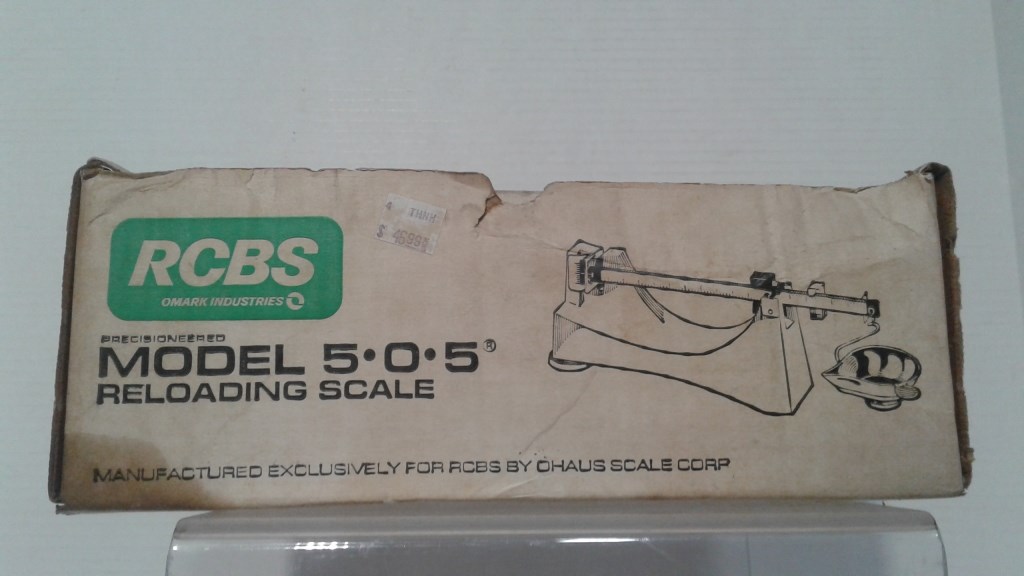 RCBS
OMARK INDUSTRIES
PRECISIONEERED
MODEL 5•0•5®
RELOADING SCALE
MANUFACTURED EXCLUSIVELY FOR RCBS BY OHAUS SCALE CORP